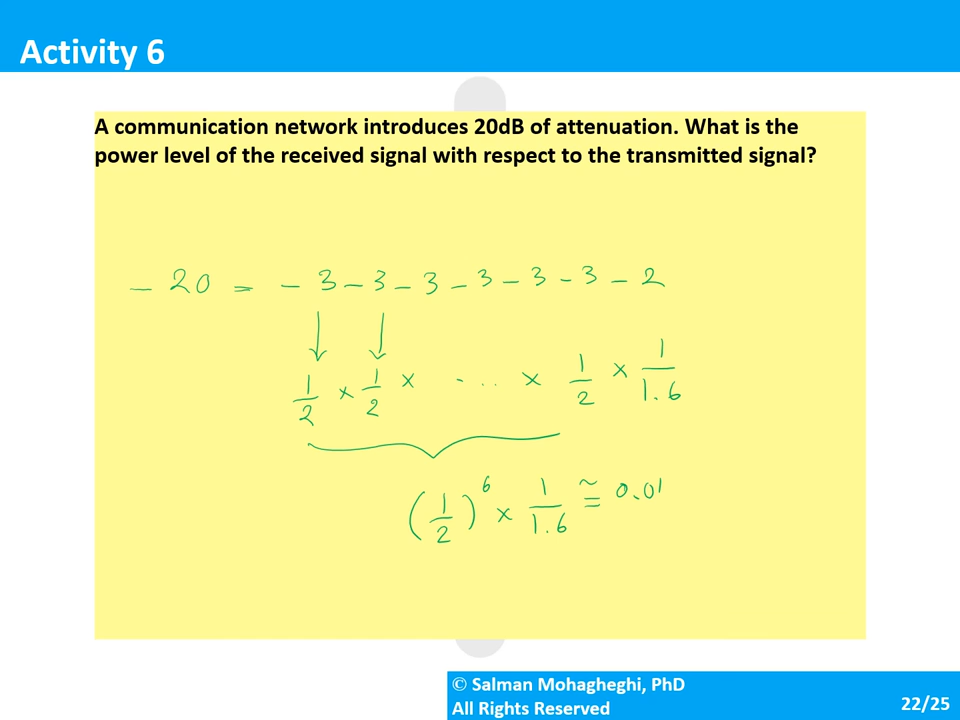 Activity 6
A communication network introduces 20dB of attenuation. What is the
power level of the received signal with respect to the transmitted signal?
− 20 = − 3 − 3 − 3 − 3 − 3 − 3 − 2
1/2 × 1/2 × ... × 1/2 × 1/1.6
(1/2)^6 × 1/1.6 ≅ 0.01
© Salman Mohagheghi, PhD
All Rights Reserved
22/25